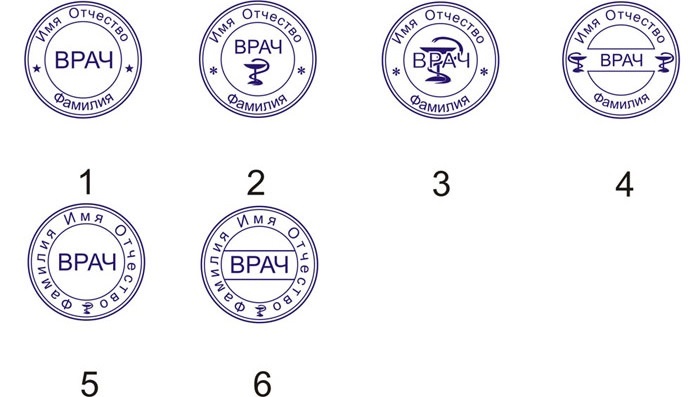 Имя Отчество
ВРАЧ
Фамилия
Имя Отчество
ВРАЧ
Фамилия
Имя Отчество
ВРАЧ
Фамилия
Имя Отчество
ВРАЧ
Фамилия
1 2 3 4
Фамилия Имя Отчество
ВРАЧ
Фамилия Имя Отчество
ВРАЧ
5 6